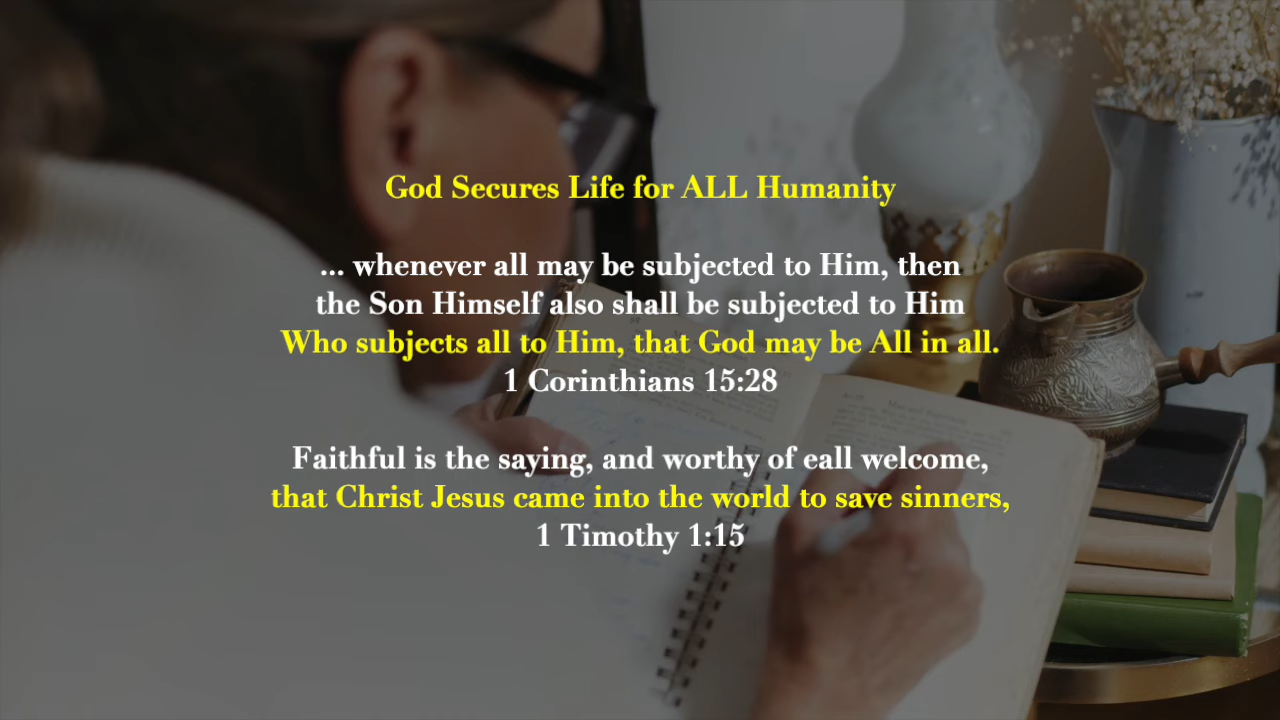 God Secures Life for ALL Humanity
... whenever all may be subjected to Him, then
the Son Himself also shall be subjected to Him
Who subjects all to Him, that God may be All in all.
1 Corinthians 15:28
Faithful is the saying, and worthy of eall welcome,
that Christ Jesus came into the world to save sinners,
1 Timothy 1:15